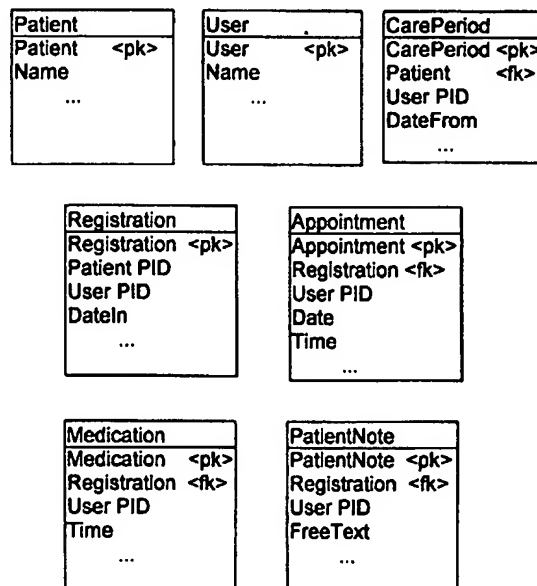 Patient
Patient <pk>
Name
...
User
User <pk>
Name
...
CarePeriod
CarePeriod <pk>
Patient <fk>
User PID
DateFrom
...
Registration
Registration <pk>
Patient PID
User PID
DateIn
...
Appointment
Appointment <pk>
Registration <fk>
User PID
Date
Time
...
Medication
Medication <pk>
Registration <fk>
User PID
Time
...
PatientNote
PatientNote <pk>
Registration <fk>
User PID
FreeText
...